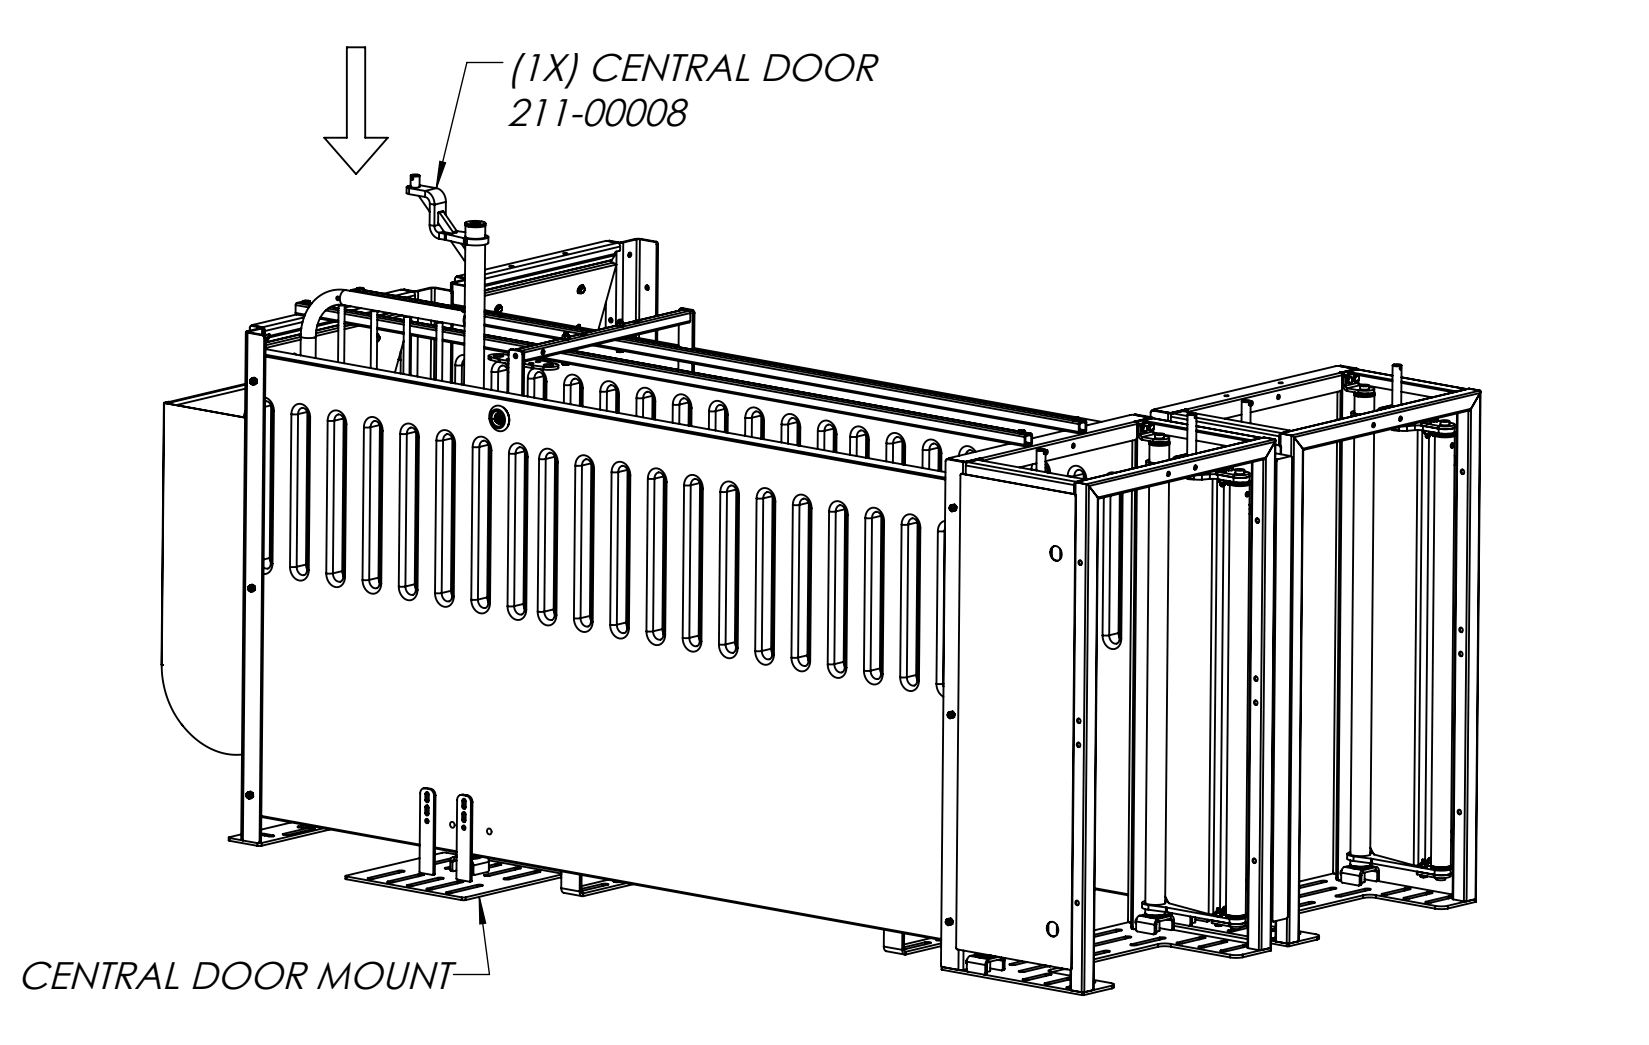 (1X) CENTRAL DOOR
211-00008
CENTRAL DOOR MOUNT